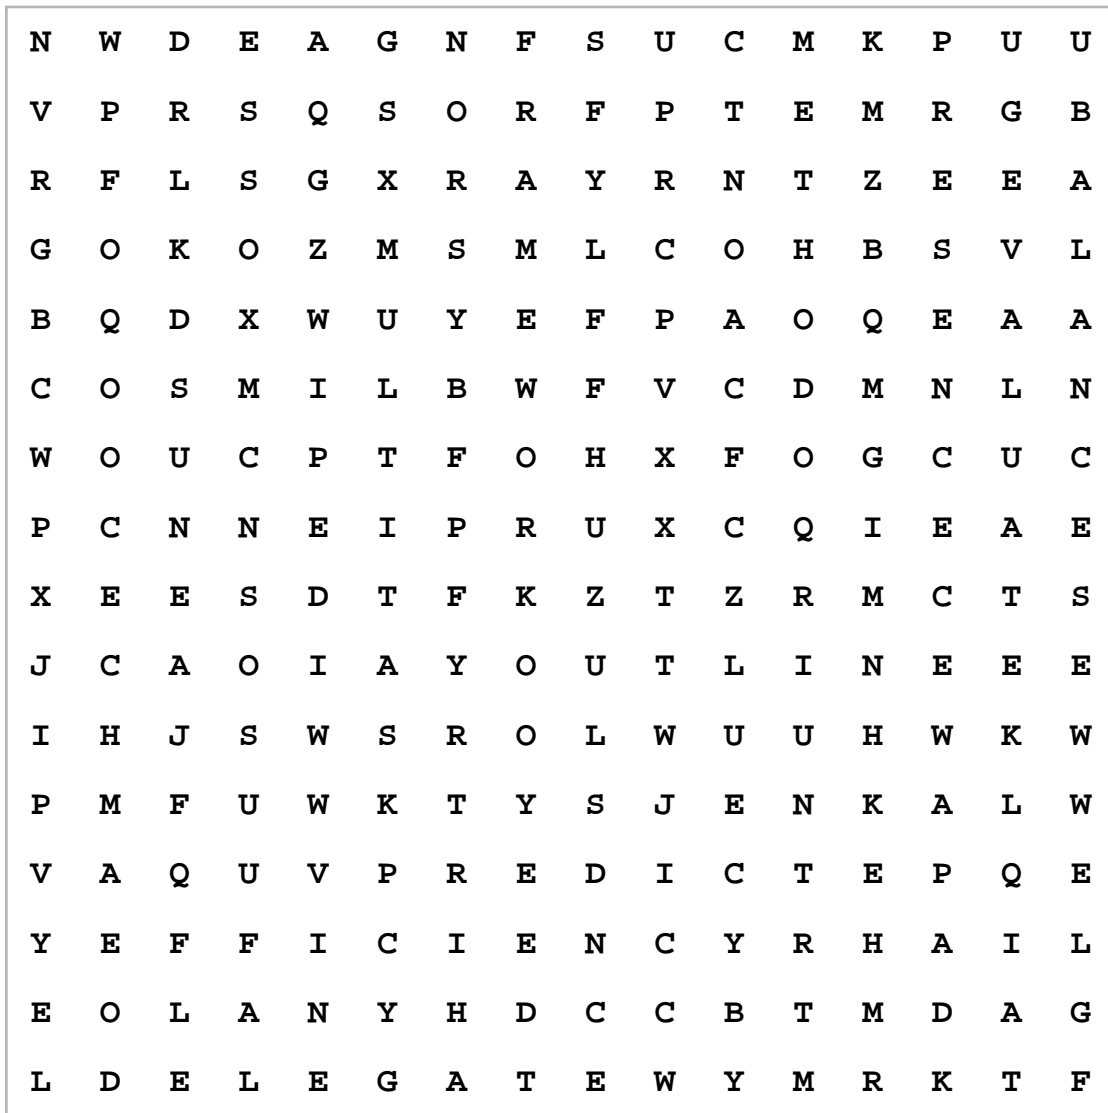 N W D E A G N F S U C M K P U U
V P R S Q S O R F P T E M R G B
R F L S G X R A Y R N T Z E E A
G O K O Z M S M L C O H B S V L
B Q D X W U Y E F P A O Q E A A
C O S M I L B W F V C D M N L N
W O U C P T F O H X F O G C U C
P C N N E I P R U X C Q I E A E
X E E S D T F K Z T Z R M C T S
J C A O I A Y O U T L I N E E E
I H J S W S R O L W U U H W K W
P M F U W K T Y S J E N K A L W
V A Q U V P R E D I C T E P Q E
Y E F F I C I E N C Y R H A I L
E O L A N Y H D C C B T M D A G
L D E L E G A T E W Y M R K T F